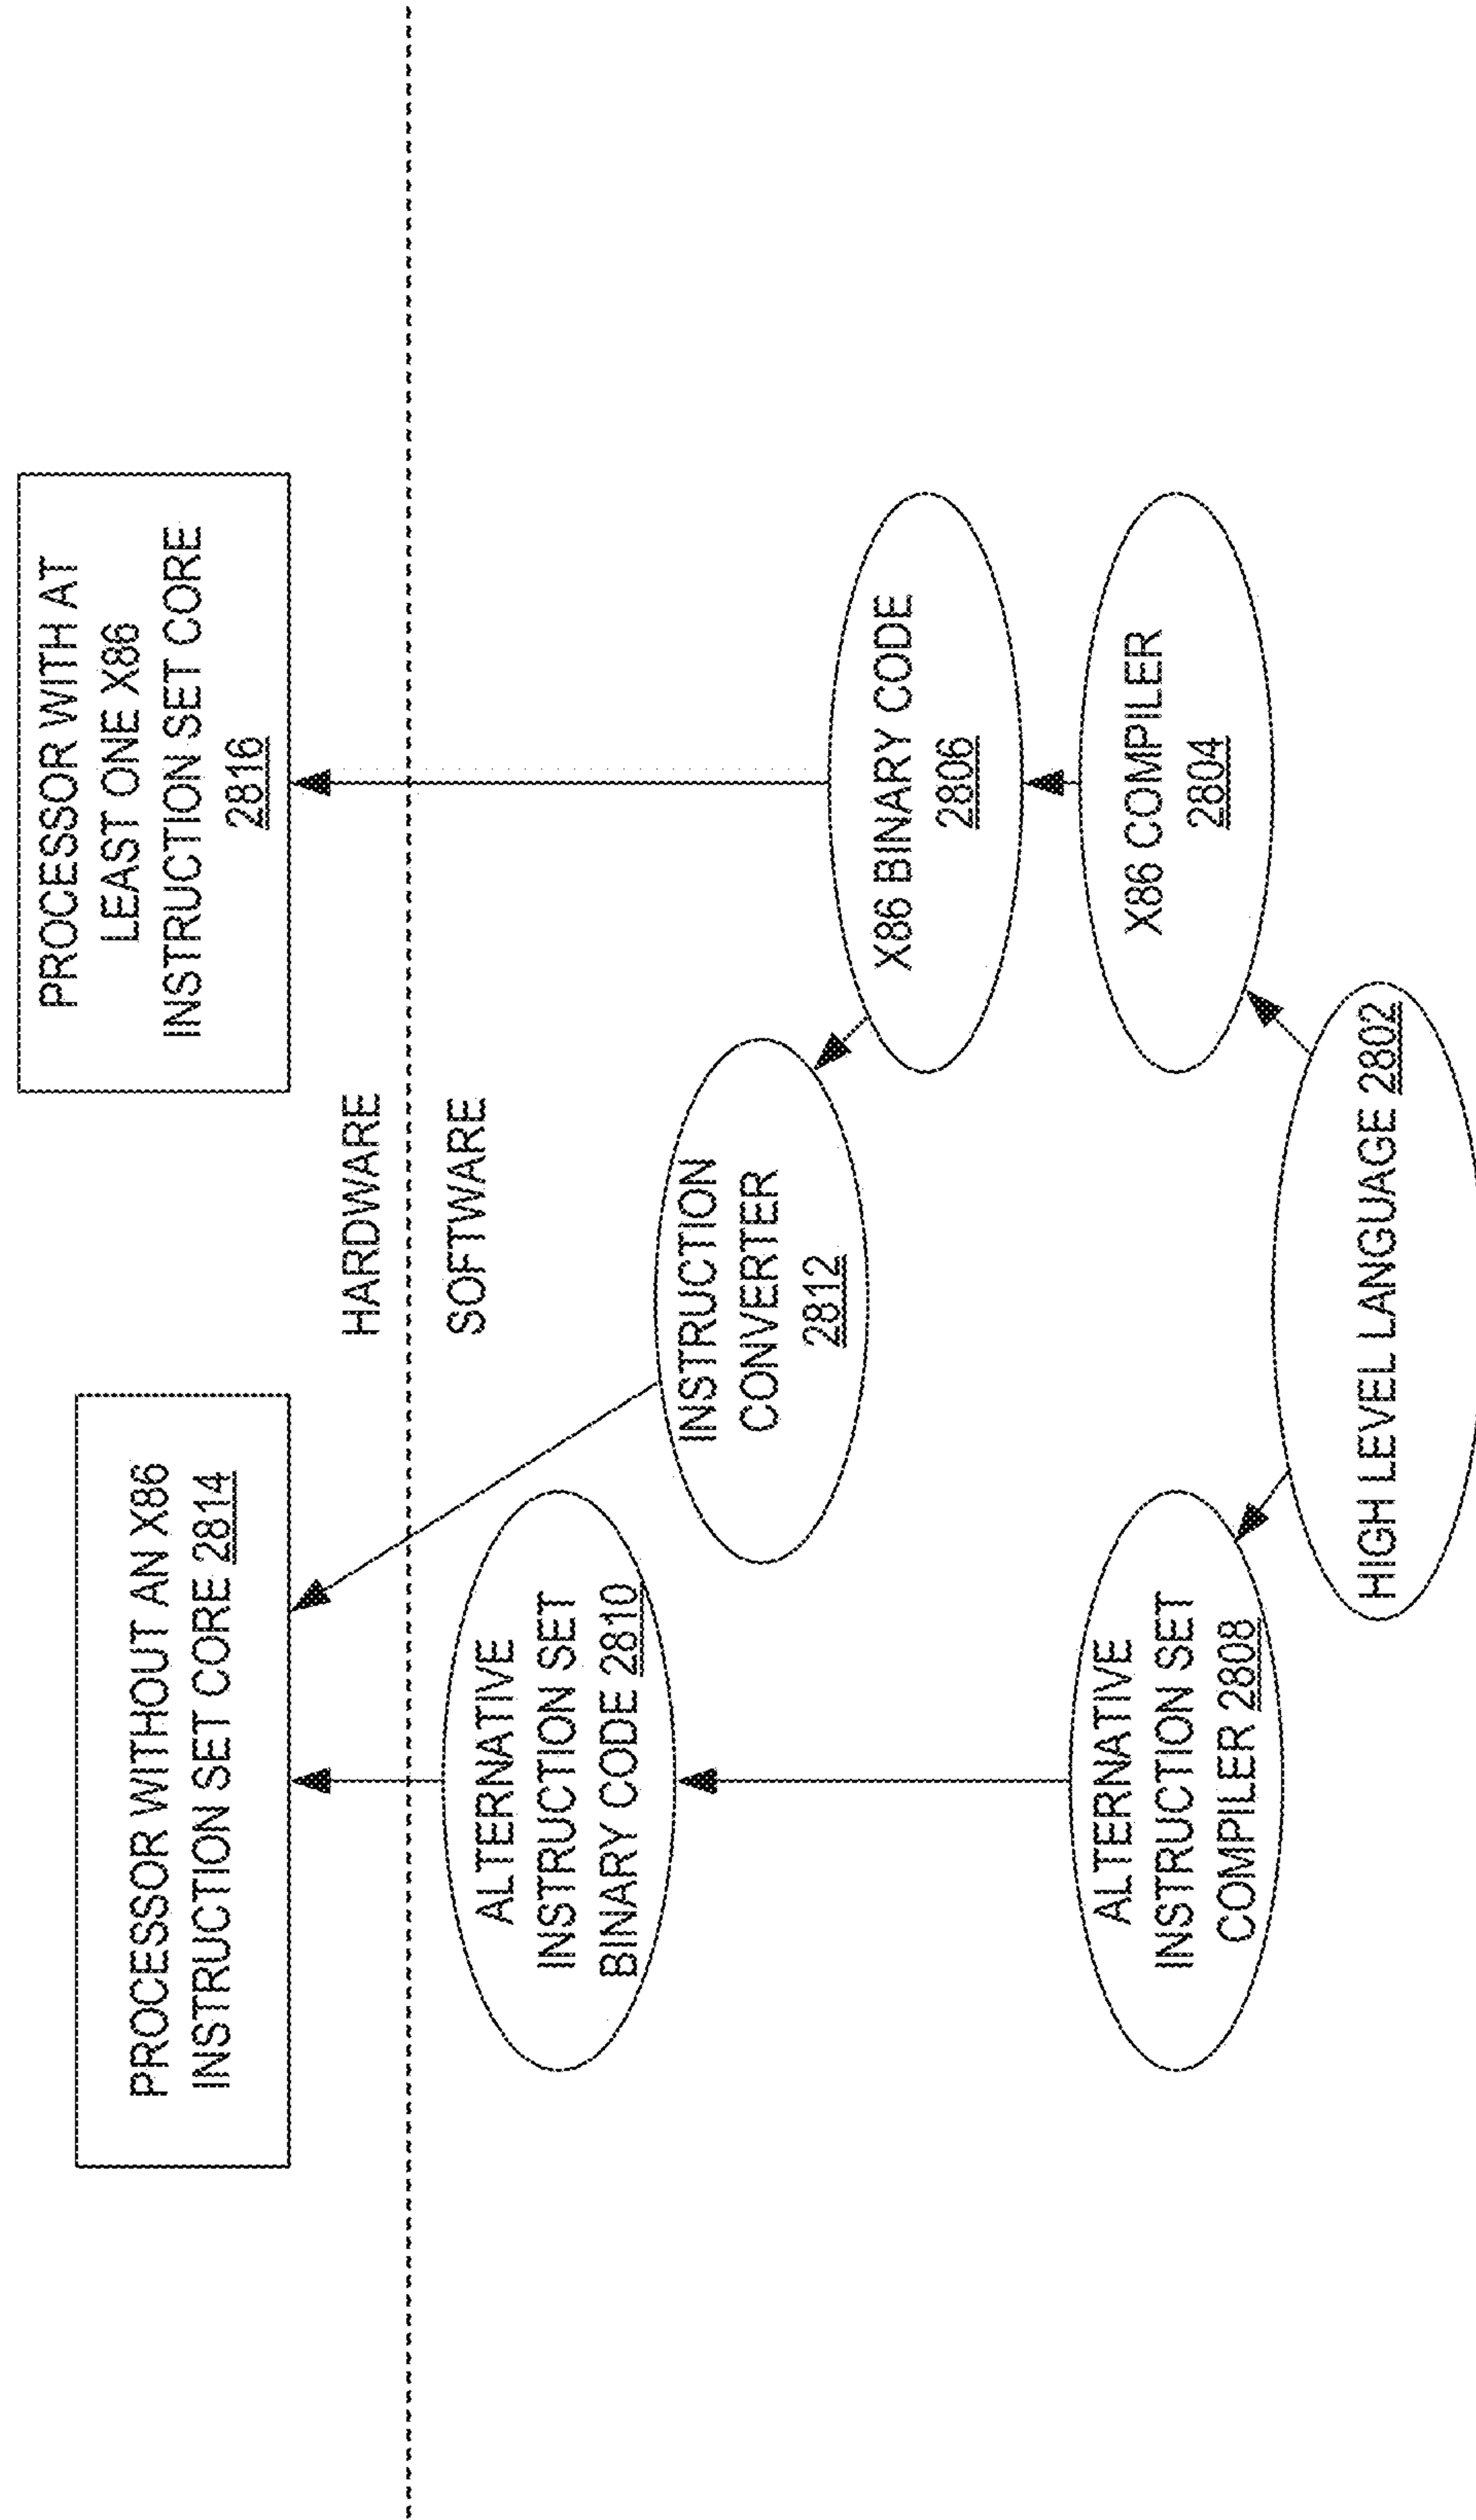 PROCESSOR WITHOUT AN X86
INSTRUCTION SET CORE 2814
PROCESSOR WITH AT
LEAST ONE X86
INSTRUCTION SET CORE
2816
HARDWARE
SOFTWARE
ALTERNATIVE
INSTRUCTION SET
BINARY CODE 2810
INSTRUCTION
CONVERTER
2812
X86 BINARY CODE
2806
ALTERNATIVE
INSTRUCTION SET
COMPILER 2808
X86 COMPILER
2804
HIGH LEVEL LANGUAGE 2802